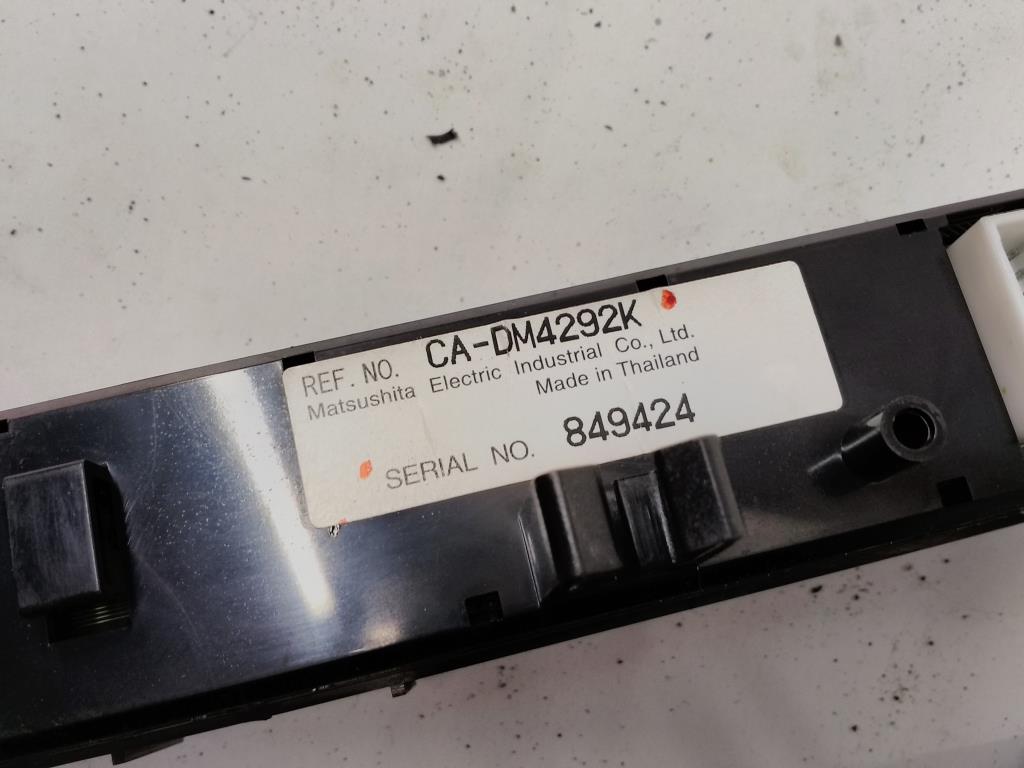 REF. NO. CA-DM4292K
Matsushita Electric Industrial Co., Ltd.
Made in Thailand
SERIAL NO. 849424